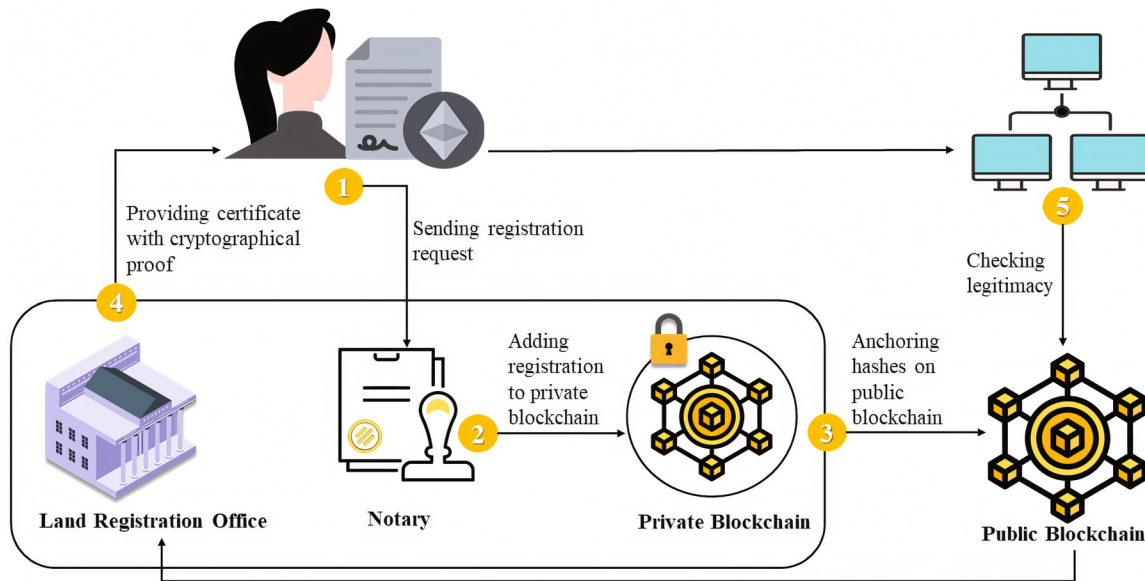 1
Sending registration
request
Providing certificate
with cryptographical
proof
4
5
Checking
legitimacy
2
Adding
registration
to private
blockchain
3
Anchoring
hashes on
public
blockchain
Land Registration Office
Notary
Private Blockchain
Public Blockchain